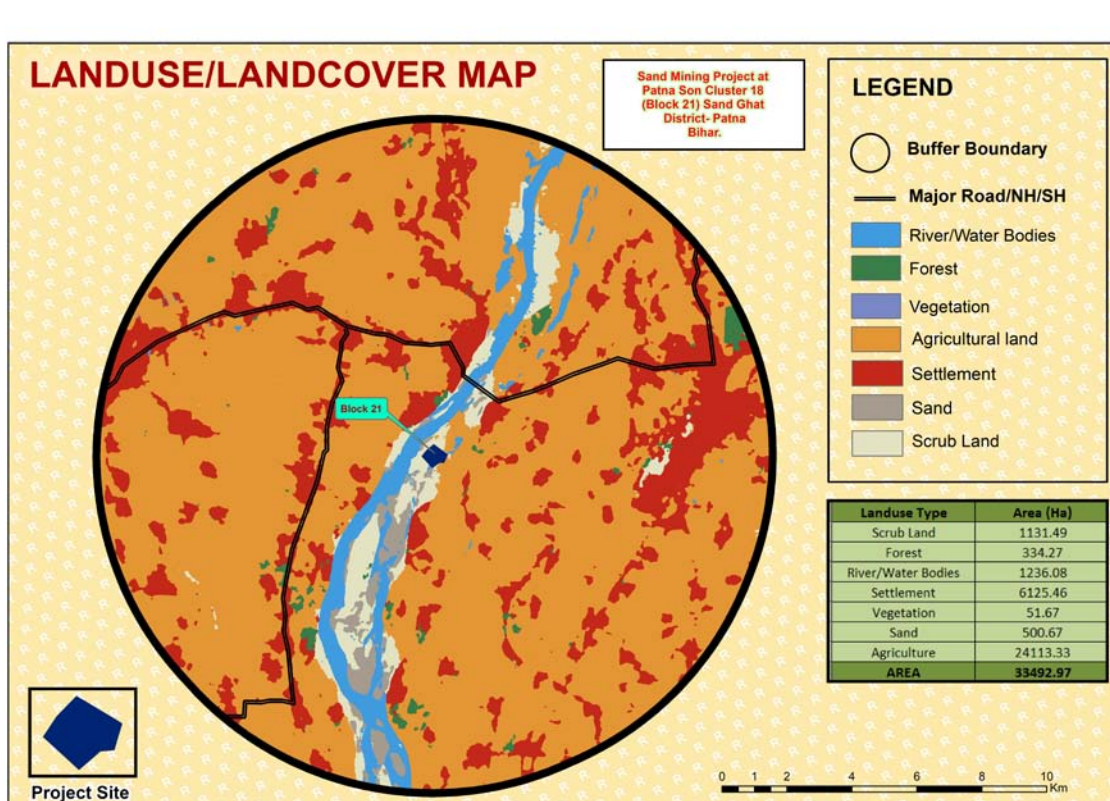 LANDUSE/LANDCOVER MAP
Sand Mining Project at
Patna Son Cluster 18
(Block 21) Sand Ghat
District- Patna
Bihar.
LEGEND
Buffer Boundary
Major Road/NH/SH
River/Water Bodies
Forest
Vegetation
Agricultural land
Settlement
Sand
Scrub Land
Block 21
Landuse Type Area (Ha)
Scrub Land 1131.49
Forest 334.27
River/Water Bodies 1236.08
Settlement 6125.46
Vegetation 51.67
Sand 500.67
Agriculture 24113.33
AREA 33492.97
Project Site
0 1 2 4 6 8 10
Km